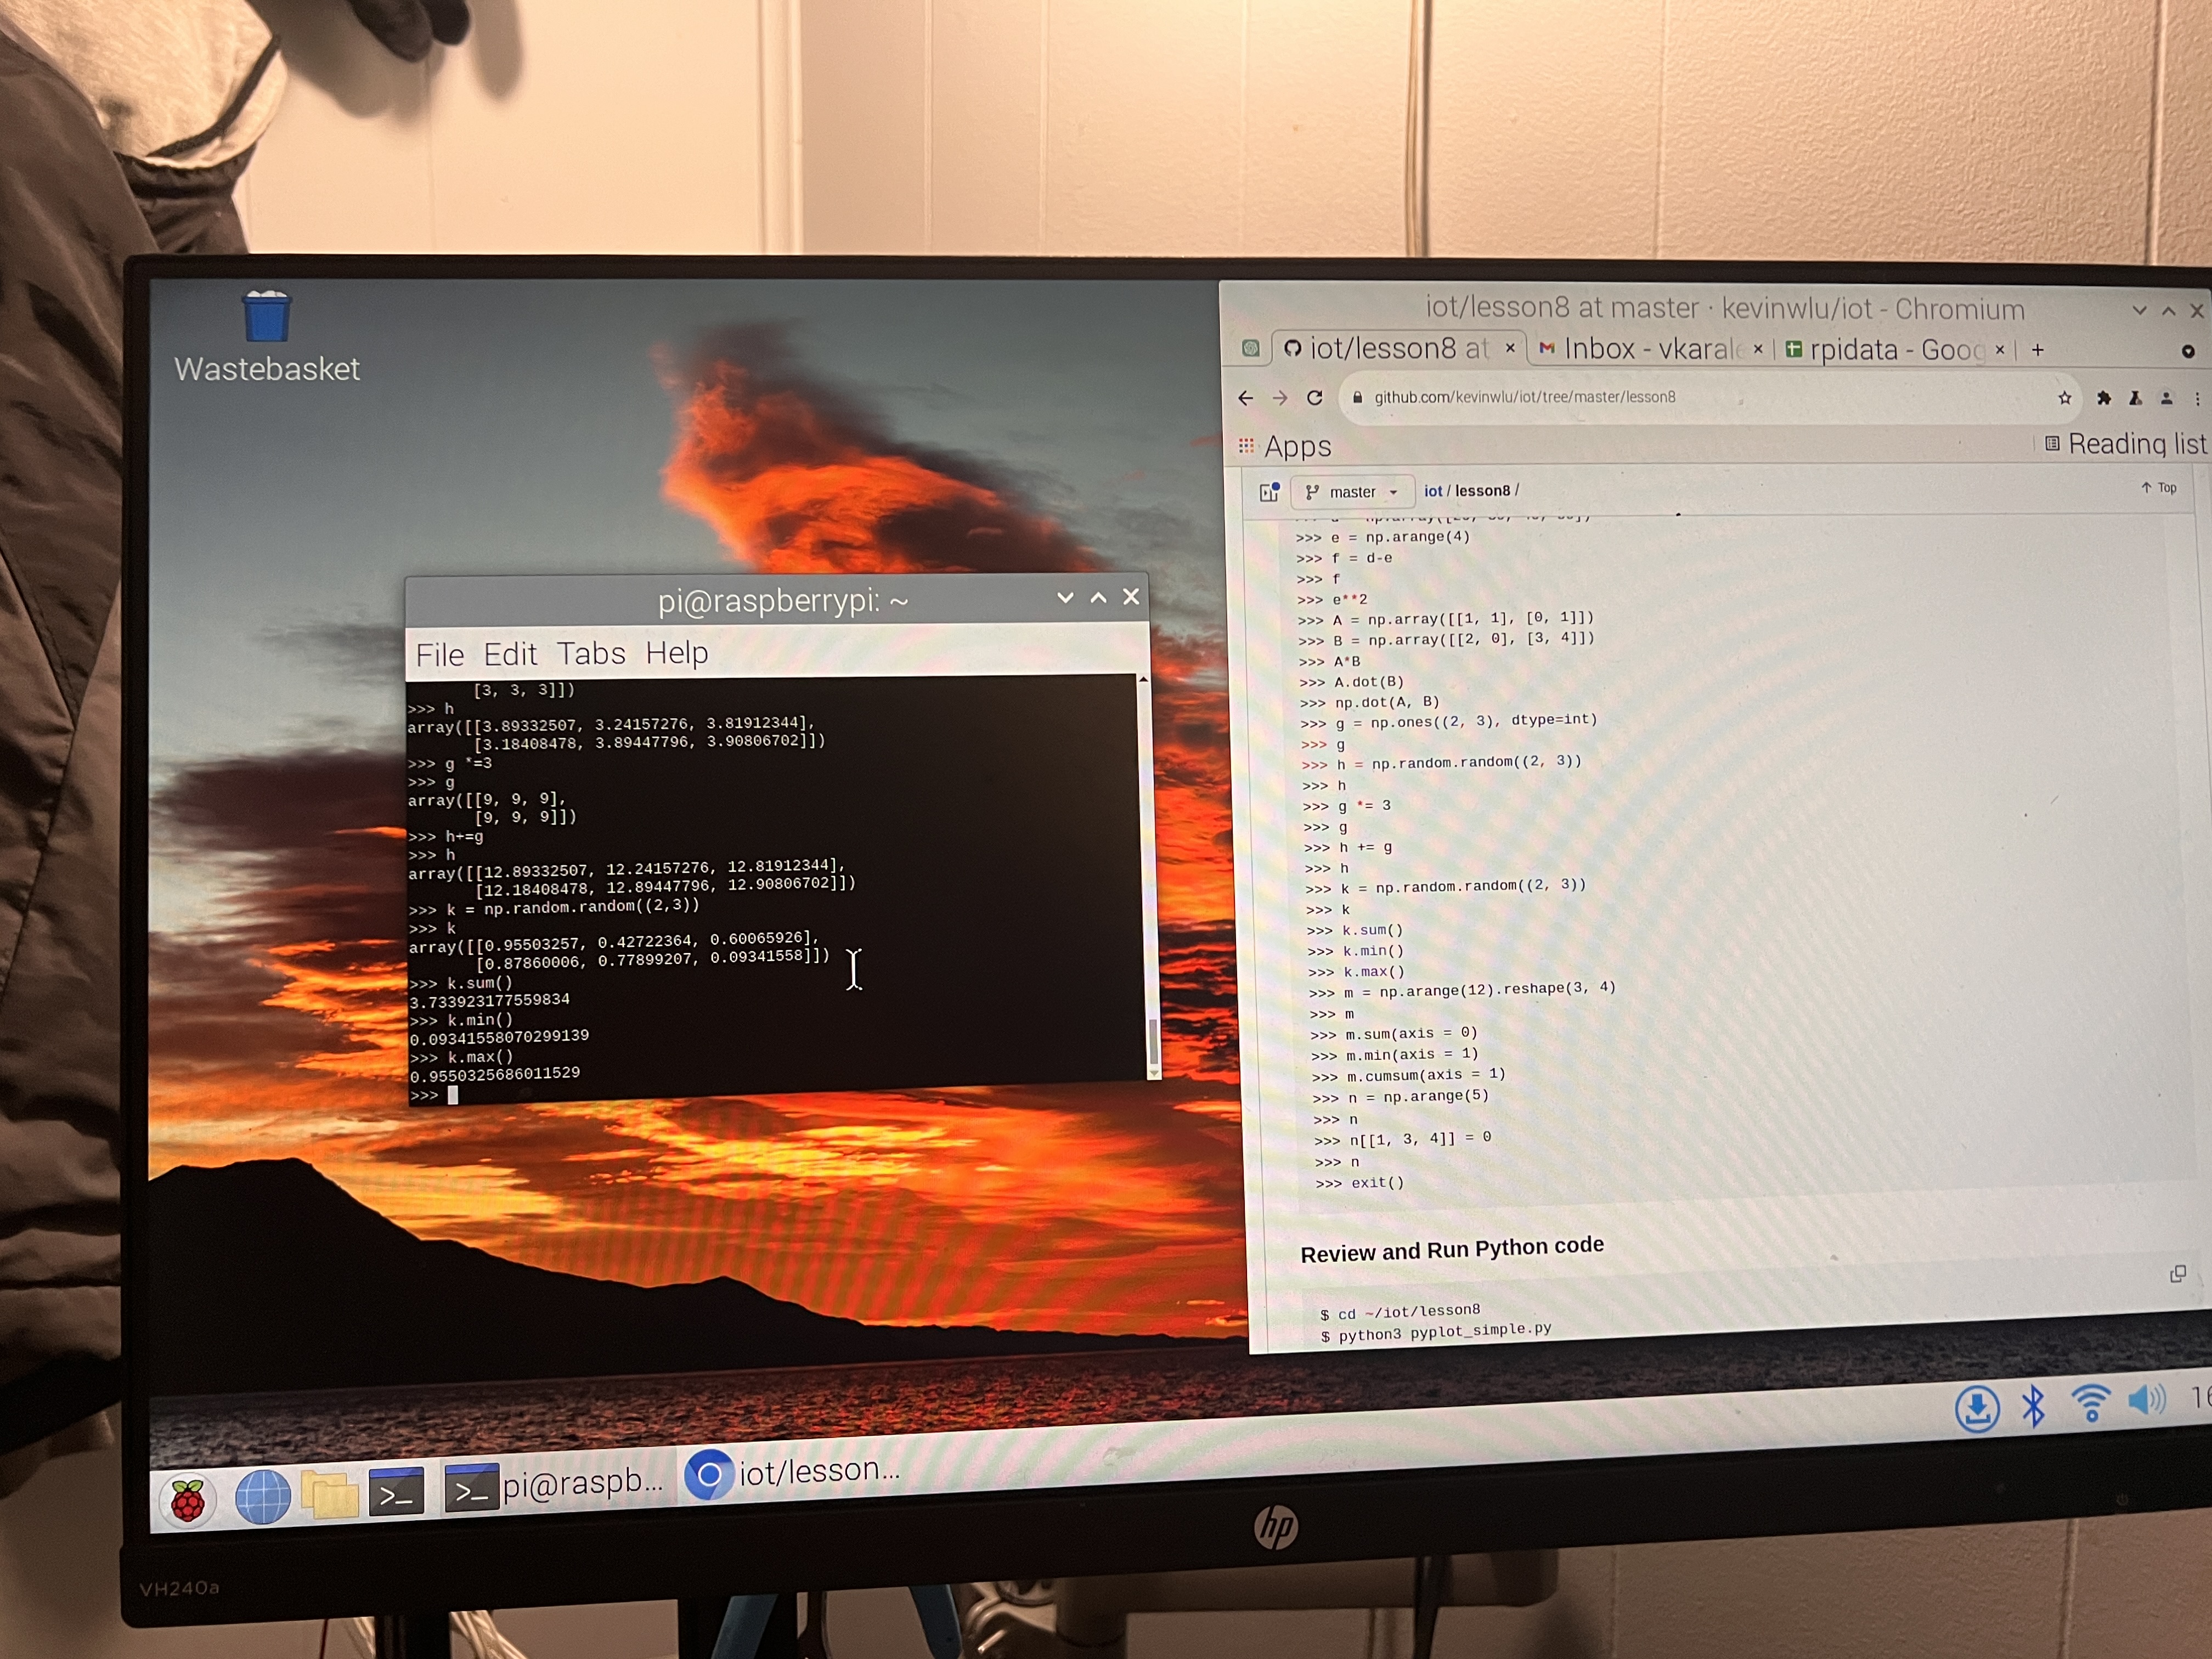 Wastebasket
pi@raspberrypi: ~
File Edit Tabs Help
[3, 3, 3]])
>>> h
array([[3.89332507, 3.24157276, 3.81912344],
[3.18408478, 3.89447796, 3.90806702]])
>>> g *=3
>>> g
array([[9, 9, 9],
[9, 9, 9]])
>>> h+=g
>>> h
array([[12.89332507, 12.24157276, 12.81912344],
[12.18408478, 12.89447796, 12.90806702]])
>>> k = np.random.random((2,3))
>>> k
array([[0.95503257, 0.42722364, 0.60065926],
[0.87860006, 0.77899207, 0.09341558]])
>>> k.sum()
3.733923177559834
>>> k.min()
0.09341558070299139
>>> k.max()
0.9550325686011529
>>>
iot/lesson8 at master · kevinwlu/iot - Chromium
iot/lesson8 at × Inbox - vkarale × rpidata - Goog × +
github.com/kevinwlu/iot/tree/master/lesson8
Apps Reading list
master iot / lesson8 / ↑ Top
>>> e = np.arange(4)
>>> f = d-e
>>> f
>>> e**2
>>> A = np.array([[1, 1], [0, 1]])
>>> B = np.array([[2, 0], [3, 4]])
>>> A*B
>>> A.dot(B)
>>> np.dot(A, B)
>>> g = np.ones((2, 3), dtype=int)
>>> g
>>> h = np.random.random((2, 3))
>>> h
>>> g *= 3
>>> g
>>> h += g
>>> h
>>> k = np.random.random((2, 3))
>>> k
>>> k.sum()
>>> k.min()
>>> k.max()
>>> m = np.arange(12).reshape(3, 4)
>>> m
>>> m.sum(axis = 0)
>>> m.min(axis = 1)
>>> m.cumsum(axis = 1)
>>> n = np.arange(5)
>>> n
>>> n[[1, 3, 4]] = 0
>>> n
>>> exit()
Review and Run Python code
$ cd ~/iot/lesson8
$ python3 pyplot_simple.py
>_ >_ pi@raspb... iot/lesson... 16
hp
VH240a